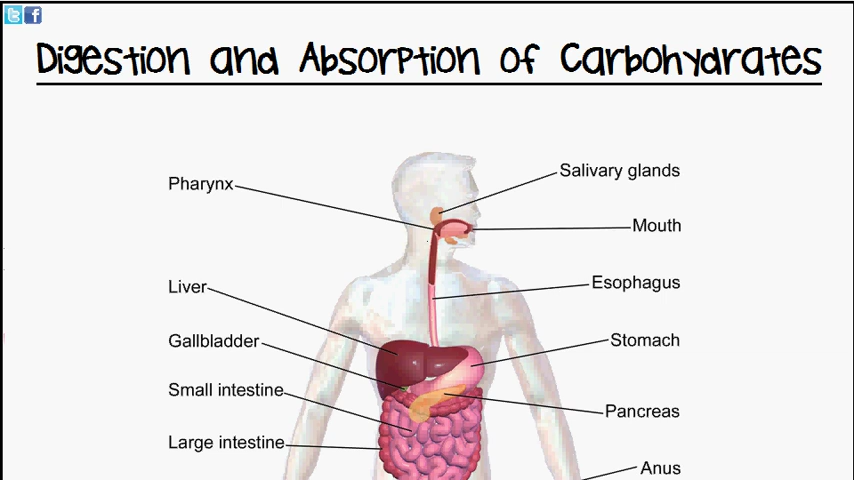 Digestion and Absorption of Carbohydrates
Salivary glands
Pharynx
Mouth
Esophagus
Liver
Stomach
Gallbladder
Small intestine
Pancreas
Large intestine
Anus